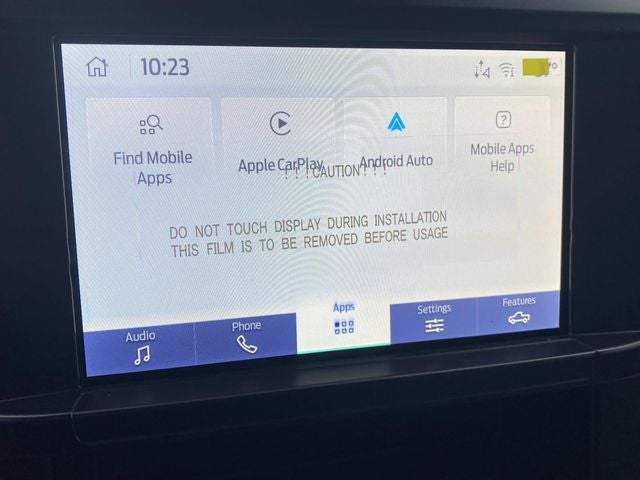 10:23
Find Mobile
Apps
Apple CarPlay
Android Auto
Mobile Apps
Help
!!!CAUTION!!!
DO NOT TOUCH DISPLAY DURING INSTALLATION
THIS FILM IS TO BE REMOVED BEFORE USAGE
Audio
Phone
Apps
Settings
Features